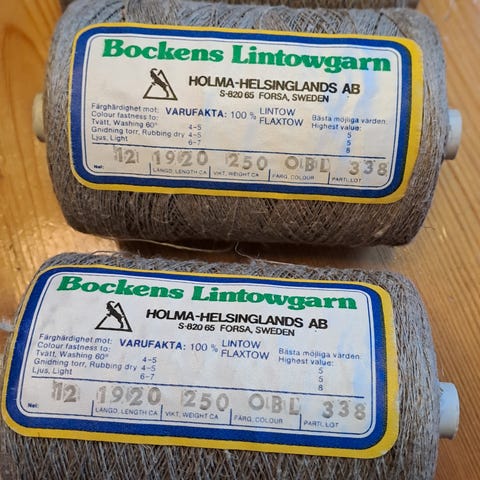 Bockens Lintowgarn
HOLMA-HELSINGLANDS AB
S-820 65 FORSA, SWEDEN
Färghärdighet mot: VARUFAKTA: 100 % LINTOW Bästa möjliga värden:
Colour fastness to: FLAXTOW Highest value:
Tvätt, Washing 60° 4-5 5
Gnidning torr, Rubbing dry 4-5 5
Ljus, Light 6-7 8
Nel: 12 1920 250 OBL 338
LÄNGD, LENGTH CA VIKT, WEIGHT CA FÄRG, COLOUR PARTI, LOT
Bockens Lintowgarn
HOLMA-HELSINGLANDS AB
S-820 65 FORSA, SWEDEN
Färghärdighet mot: VARUFAKTA: 100 % LINTOW Bästa möjliga värden:
Colour fastness to: FLAXTOW Highest value:
Tvätt, Washing 60° 4-5 5
Gnidning torr, Rubbing dry 4-5 5
Ljus, Light 6-7 8
Nel: 12 1920 250 OBL 338
LÄNGD, LENGTH CA VIKT, WEIGHT CA FÄRG, COLOUR PARTI, LOT